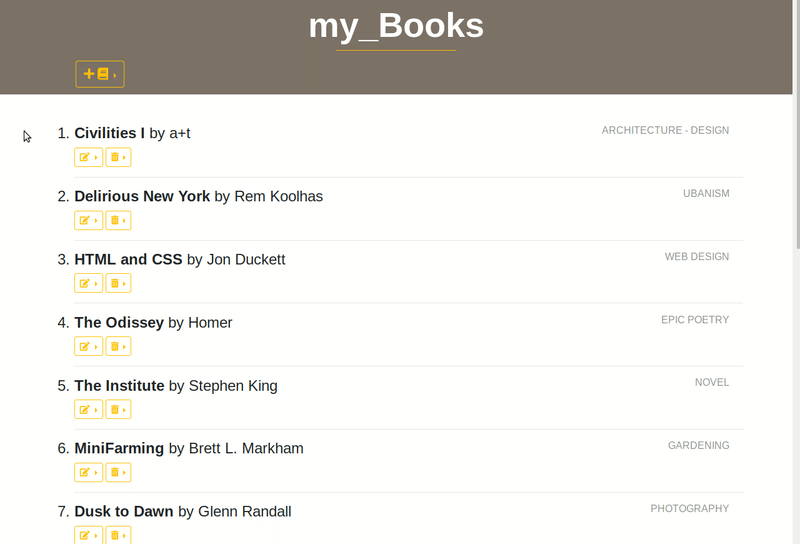 my_Books
1. Civilities I by a+t
ARCHITECTURE - DESIGN
2. Delirious New York by Rem Koolhas
UBANISM
3. HTML and CSS by Jon Duckett
WEB DESIGN
4. The Odissey by Homer
EPIC POETRY
5. The Institute by Stephen King
NOVEL
6. MiniFarming by Brett L. Markham
GARDENING
7. Dusk to Dawn by Glenn Randall
PHOTOGRAPHY